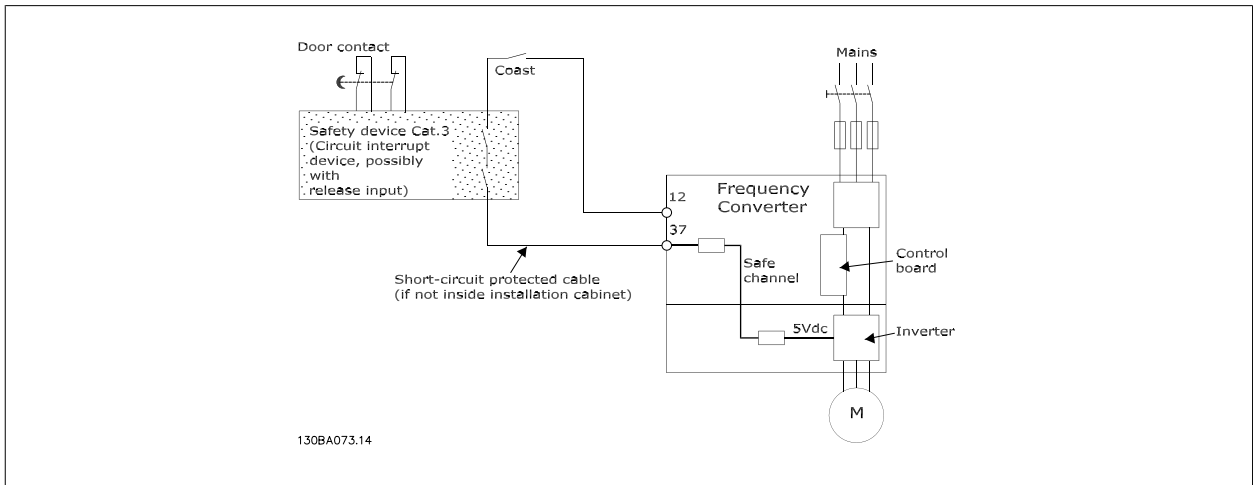 Door contact
Coast
Mains
Safety device Cat.3
(Circuit interrupt
device, possibly
with
release input)
12
Frequency
Converter
37
Safe
channel
Control
board
Short-circuit protected cable
(if not inside installation cabinet)
5Vdc
Inverter
M
130BA073.14